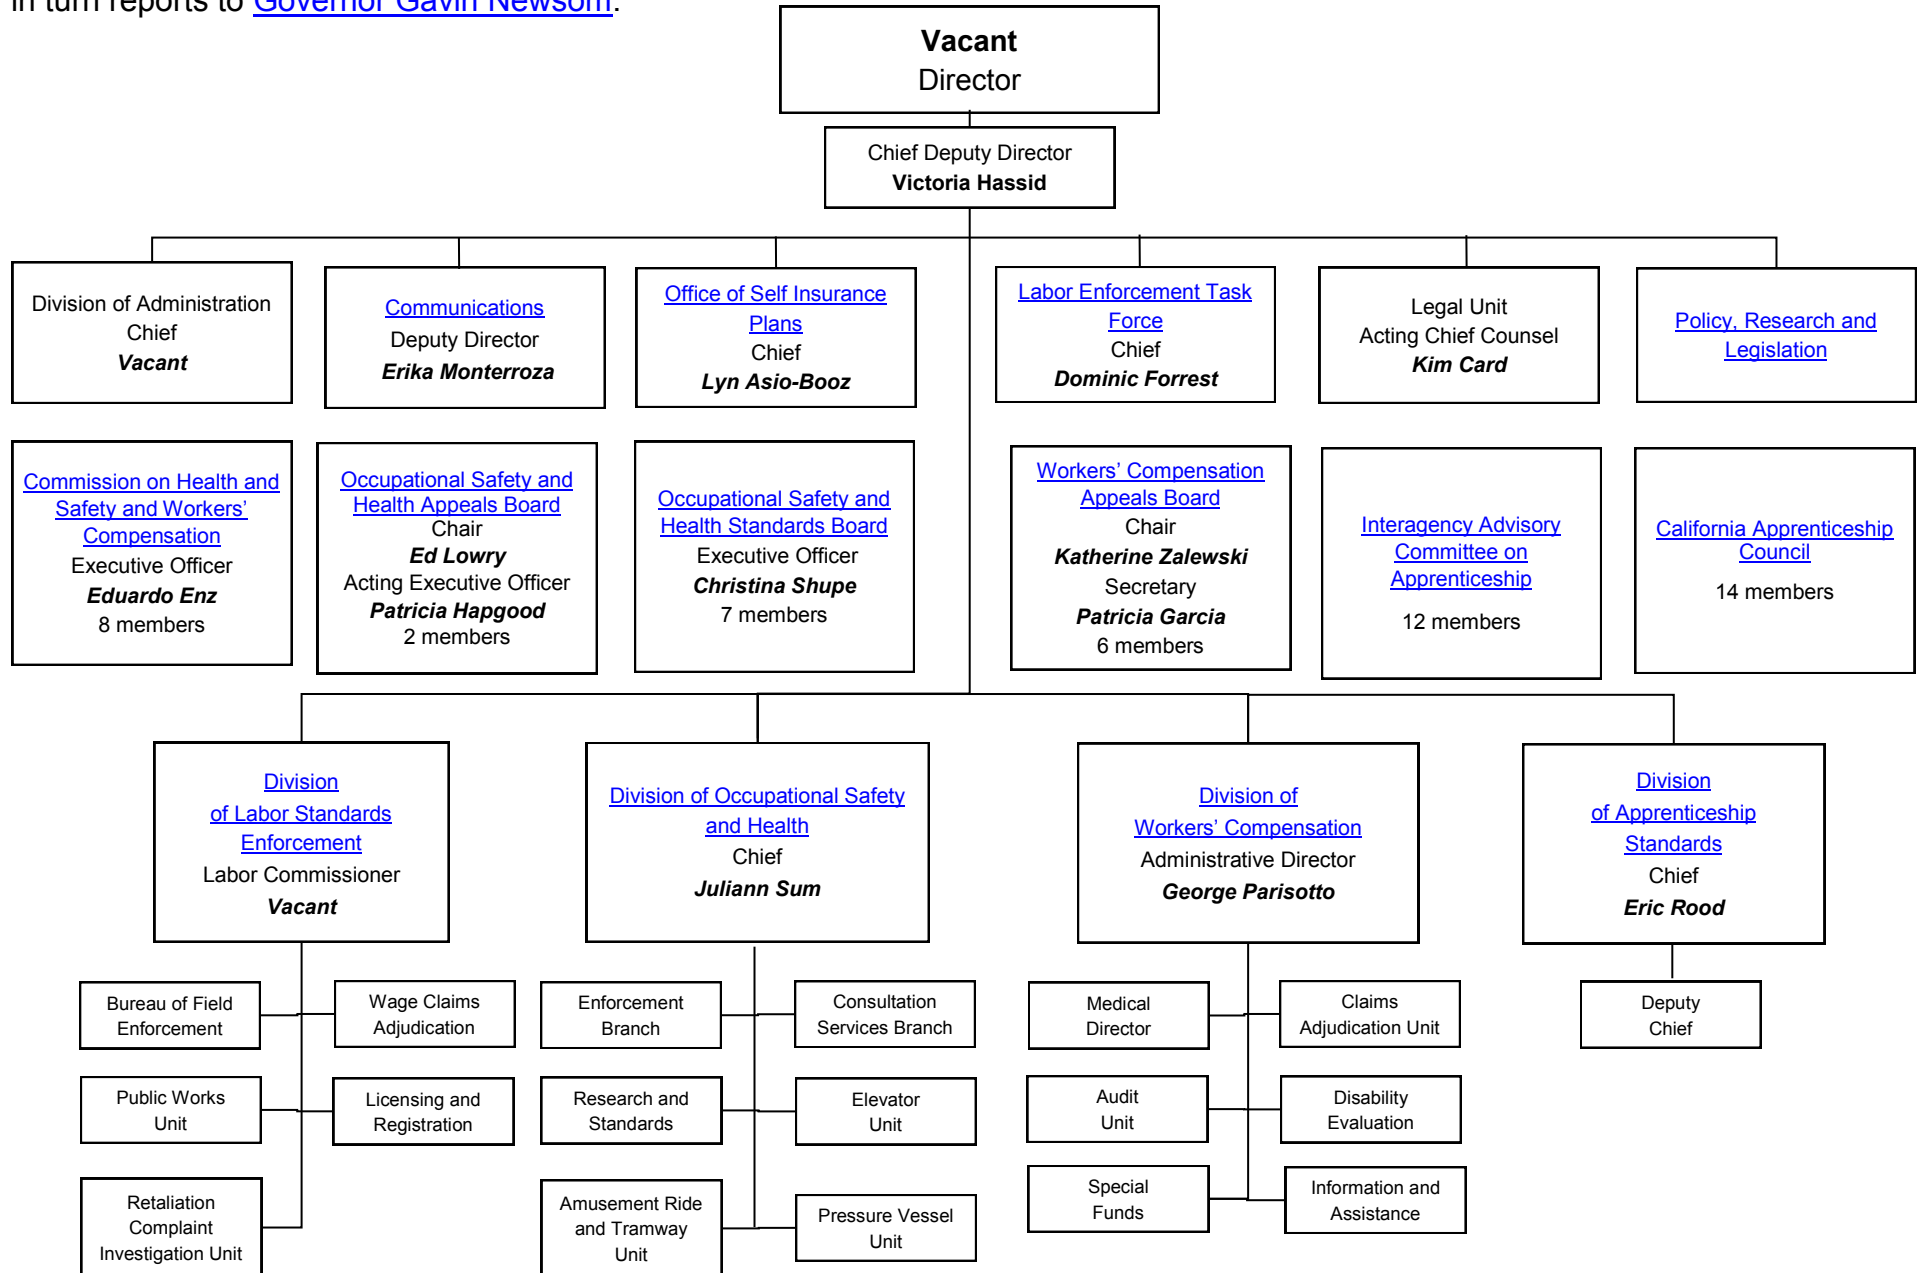 in turn reports to Governor Gavin Newsom.
Vacant
Director
Chief Deputy Director
Victoria Hassid
Division of Administration
Chief
Vacant
Communications
Deputy Director
Erika Monterroza
Office of Self Insurance
Plans
Chief
Lyn Asio-Booz
Labor Enforcement Task
Force
Chief
Dominic Forrest
Legal Unit
Acting Chief Counsel
Kim Card
Policy, Research and
Legislation
Commission on Health and
Safety and Workers’
Compensation
Executive Officer
Eduardo Enz
8 members
Occupational Safety and
Health Appeals Board
Chair
Ed Lowry
Acting Executive Officer
Patricia Hapgood
2 members
Occupational Safety and
Health Standards Board
Executive Officer
Christina Shupe
7 members
Workers’ Compensation
Appeals Board
Chair
Katherine Zalewski
Secretary
Patricia Garcia
6 members
Interagency Advisory
Committee on
Apprenticeship
12 members
California Apprenticeship
Council
14 members
Division
of Labor Standards
Enforcement
Labor Commissioner
Vacant
Division of Occupational Safety
and Health
Chief
Juliann Sum
Division of
Workers’ Compensation
Administrative Director
George Parisotto
Division
of Apprenticeship
Standards
Chief
Eric Rood
Bureau of Field
Enforcement
Wage Claims
Adjudication
Enforcement
Branch
Consultation
Services Branch
Medical
Director
Claims
Adjudication Unit
Deputy
Chief
Public Works
Unit
Licensing and
Registration
Research and
Standards
Elevator
Unit
Audit
Unit
Disability
Evaluation
Retaliation
Complaint
Investigation Unit
Amusement Ride
and Tramway
Unit
Pressure Vessel
Unit
Special
Funds
Information and
Assistance